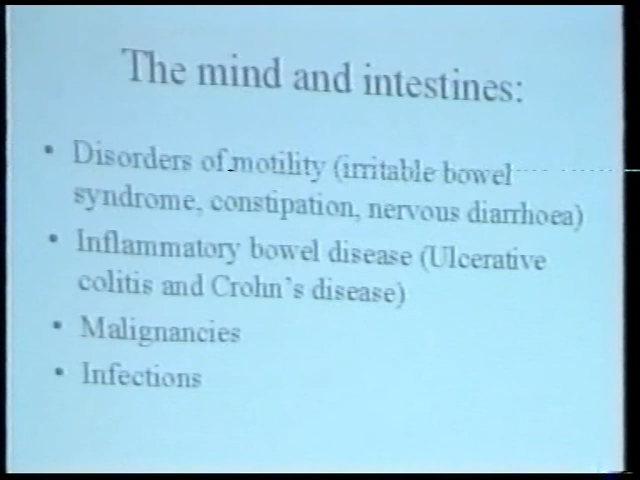 The mind and intestines:
• Disorders of motility (irritable bowel
syndrome, constipation, nervous diarrhoea)
• Inflammatory bowel disease (Ulcerative
colitis and Crohn's disease)
• Malignancies
• Infections